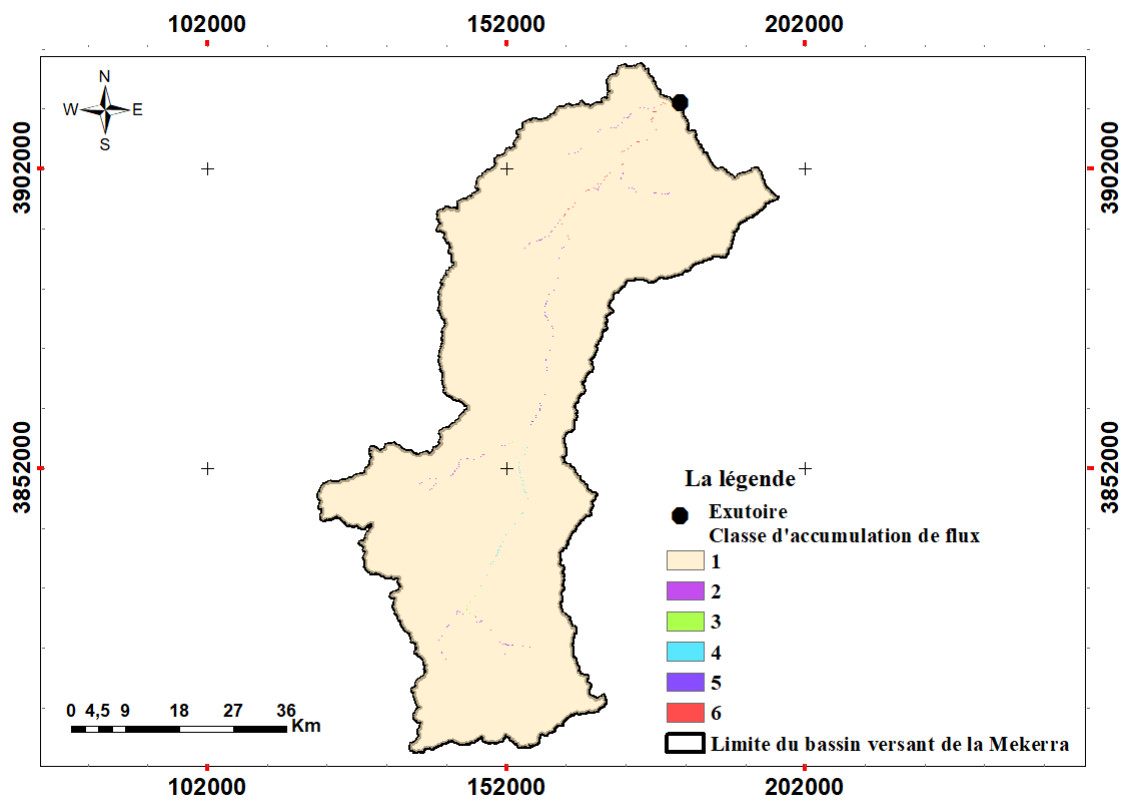 102000 152000 202000
N
W E
S
3902000 3902000
3852000 3852000
La légende
Exutoire
Classe d'accumulation de flux
1
2
3
4
5
6
Limite du bassin versant de la Mekerra
0 4,5 9 18 27 36
Km
102000 152000 202000